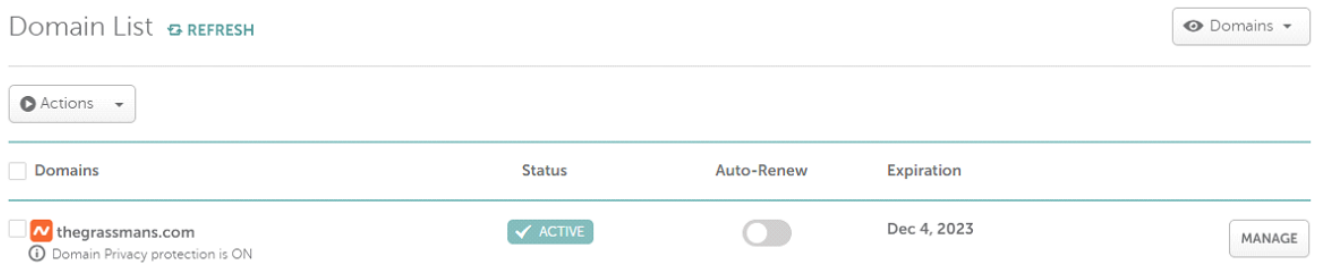 Domain List REFRESH
Domains
Actions
Domains Status Auto-Renew Expiration
thegrassmans.com ACTIVE Dec 4, 2023
Domain Privacy protection is ON
MANAGE